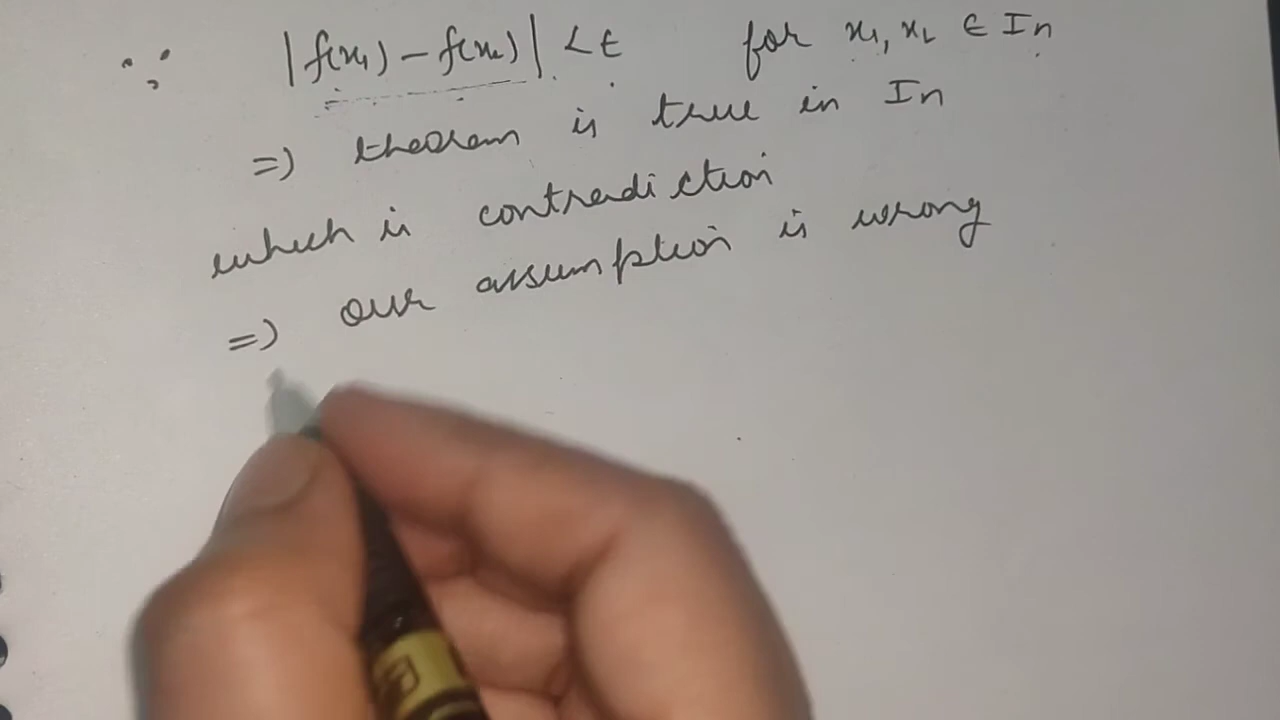 ∵ |f(x₁) - f(x₂)| < ε for x₁, x₂ ∈ In
=) theorem is true in In
which is contradiction
=) our assumption is wrong